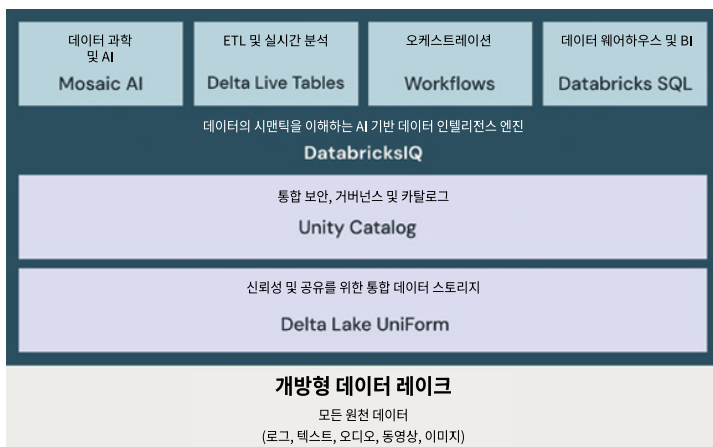 데이터 과학
및 AI
Mosaic AI
ETL 및 실시간 분석
Delta Live Tables
오케스트레이션
Workflows
데이터 웨어하우스 및 BI
Databricks SQL
데이터의 시맨틱을 이해하는 AI 기반 데이터 인텔리전스 엔진
DatabricksIQ
통합 보안, 거버넌스 및 카탈로그
Unity Catalog
신뢰성 및 공유를 위한 통합 데이터 스토리지
Delta Lake UniForm
개방형 데이터 레이크
모든 원천 데이터
(로그, 텍스트, 오디오, 동영상, 이미지)